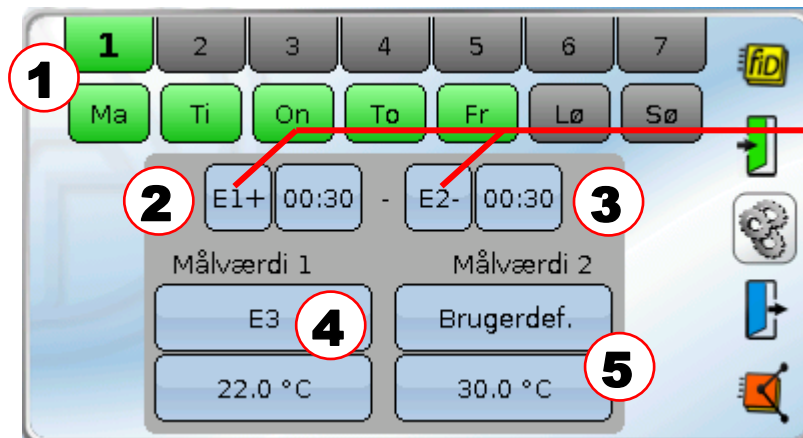 1 2 3 4 5 6 7
1
Ma Ti On To Fr Lø Sø
2 E1+ 00:30 - E2- 00:30 3
Målværdi 1 Målværdi 2
E3 4 Brugerdef.
22.0 °C 30.0 °C 5
fiD